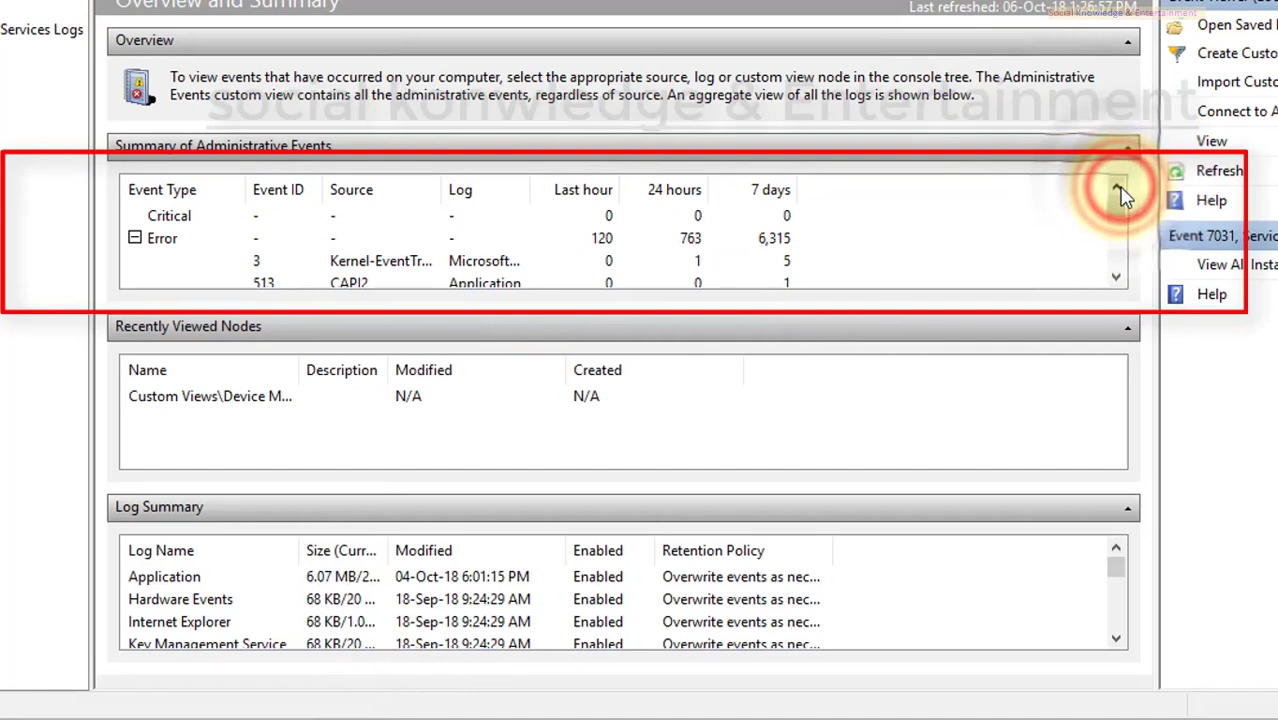 Overview and Summary
Last refreshed: 06-Oct-18 1:26:57 PM
Social Knowledge & Entertainment
Services Logs
Overview
To view events that have occurred on your computer, select the appropriate source, log or custom view node in the console tree. The Administrative
Events custom view contains all the administrative events, regardless of source. An aggregate view of all the logs is shown below.
social konwledge & Entertainment
Summary of Administrative Events
Event Type Event ID Source Log Last hour 24 hours 7 days
Critical - - - 0 0 0
Error - - - 120 763 6,315
3 Kernel-EventTr... Microsoft... 0 1 5
513 CAPI2 Application 0 0 1
Recently Viewed Nodes
Name Description Modified Created
Custom Views\Device M... N/A N/A
Log Summary
Log Name Size (Curr... Modified Enabled Retention Policy
Application 6.07 MB/2... 04-Oct-18 6:01:15 PM Enabled Overwrite events as nec...
Hardware Events 68 KB/20 ... 18-Sep-18 9:24:29 AM Enabled Overwrite events as nec...
Internet Explorer 68 KB/1.0... 18-Sep-18 9:24:29 AM Enabled Overwrite events as nec...
Key Management Service 68 KB/20 ... 18-Sep-18 9:24:29 AM Enabled Overwrite events as nec...
Open Saved
Create Custo
Import Custo
Connect to A
View
Refresh
Help
Event 7031, Servic
View All Insta
Help